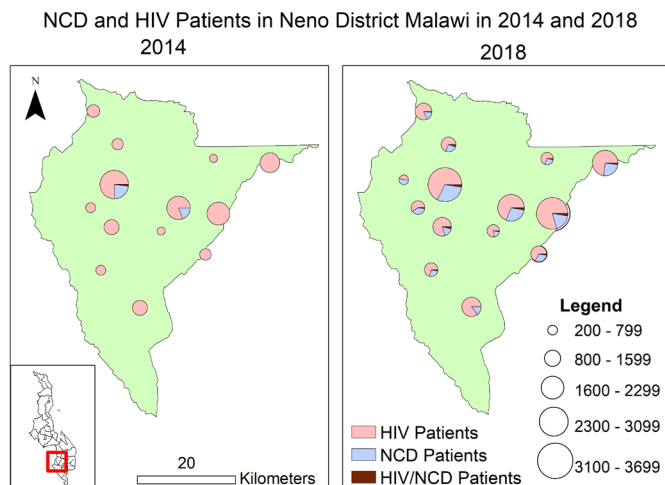 NCD and HIV Patients in Neno District Malawi in 2014 and 2018
2014
2018
N
Legend
200 - 799
800 - 1599
1600 - 2299
2300 - 3099
3100 - 3699
HIV Patients
NCD Patients
HIV/NCD Patients
20
Kilometers